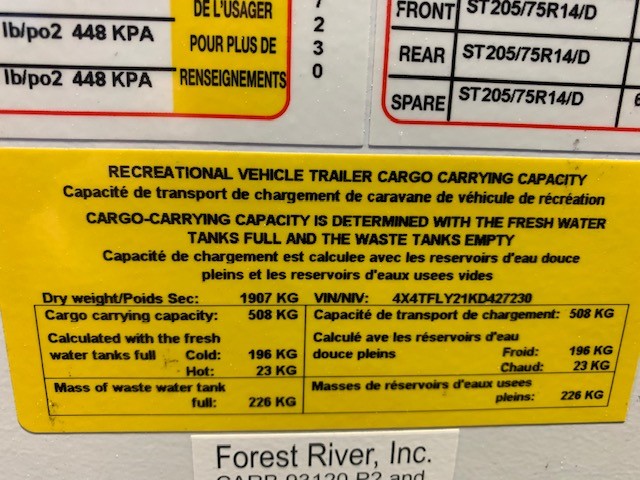 DE L'USAGER
POUR PLUS DE
RENSEIGNEMENTS
lb/po2 448 KPA
lb/po2 448 KPA
2
3
0
FRONT ST205/75R14/D
REAR ST205/75R14/D
SPARE ST205/75R14/D
RECREATIONAL VEHICLE TRAILER CARGO CARRYING CAPACITY
Capacité de transport de chargement de caravane de véhicule de récréation
CARGO-CARRYING CAPACITY IS DETERMINED WITH THE FRESH WATER
TANKS FULL AND THE WASTE TANKS EMPTY
Capacité de chargement est calculee avec les reservoirs d'eau douce
pleins et les reservoirs d'eaux usees vides
Dry weight/Poids Sec: 1907 KG VIN/NIV: 4X4TFLY21KD427230
Cargo carrying capacity: 508 KG
Calculated with the fresh
water tanks full Cold: 196 KG
Hot: 23 KG
Mass of waste water tank
full: 226 KG
Capacité de transport de chargement: 508 KG
Calculé ave les réservoirs d'eau
douce pleins Froid: 196 KG
Chaud: 23 KG
Masses de réservoirs d'eaux usees
pleins: 226 KG
Forest River, Inc.
CARB 93120 P2 and